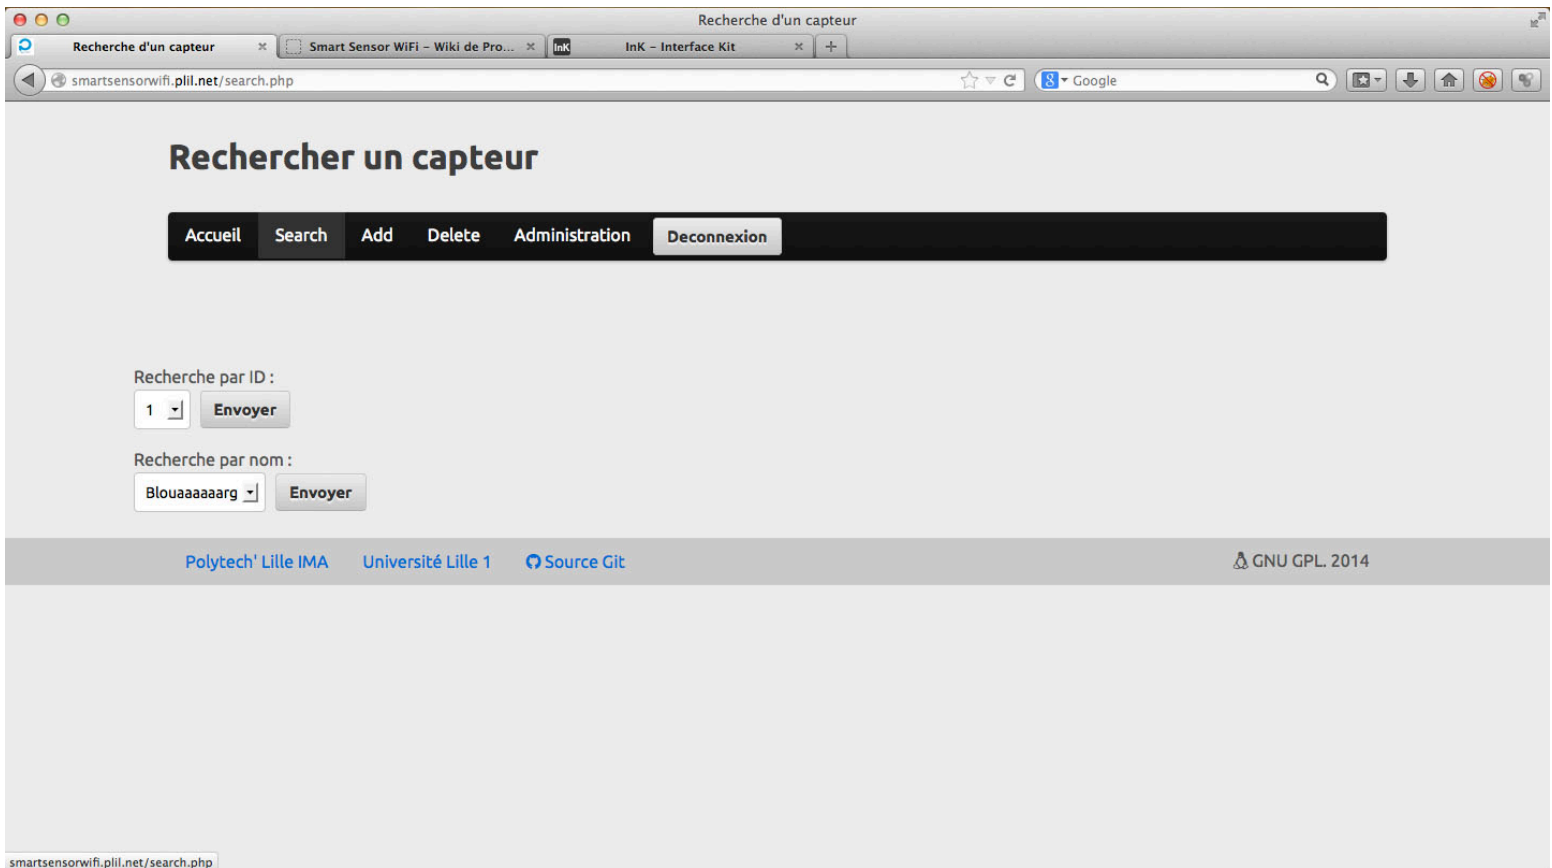 Recherche d'un capteur
Recherche d'un capteur
Smart Sensor WiFi – Wiki de Pro...
InK
InK – Interface Kit
smartsensorwifi.plil.net/search.php
8
Google
Rechercher un capteur
Accueil Search Add Delete Administration Deconnexion
Recherche par ID :
1 Envoyer
Recherche par nom :
Blouaaaaaarg Envoyer
Polytech' Lille IMA Université Lille 1 Source Git GNU GPL. 2014
smartsensorwifi.plil.net/search.php